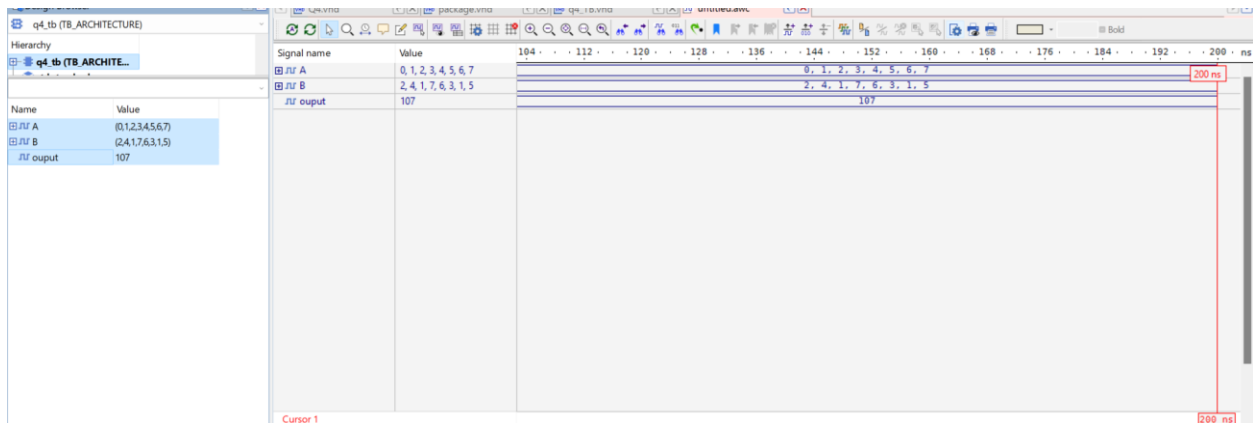 Q4.vhd package.vhd q4_TB.vhd untitled.awc
q4_tb (TB_ARCHITECTURE)
Bold
Hierarchy
q4_tb (TB_ARCHITE...
Signal name Value 104 112 120 128 136 144 152 160 168 176 184 192 200 ns
A 0, 1, 2, 3, 4, 5, 6, 7 0, 1, 2, 3, 4, 5, 6, 7 200 ns
B 2, 4, 1, 7, 6, 3, 1, 5 2, 4, 1, 7, 6, 3, 1, 5
ouput 107 107
Name Value
A (0,1,2,3,4,5,6,7)
B (2,4,1,7,6,3,1,5)
ouput 107
Cursor 1 200 ns